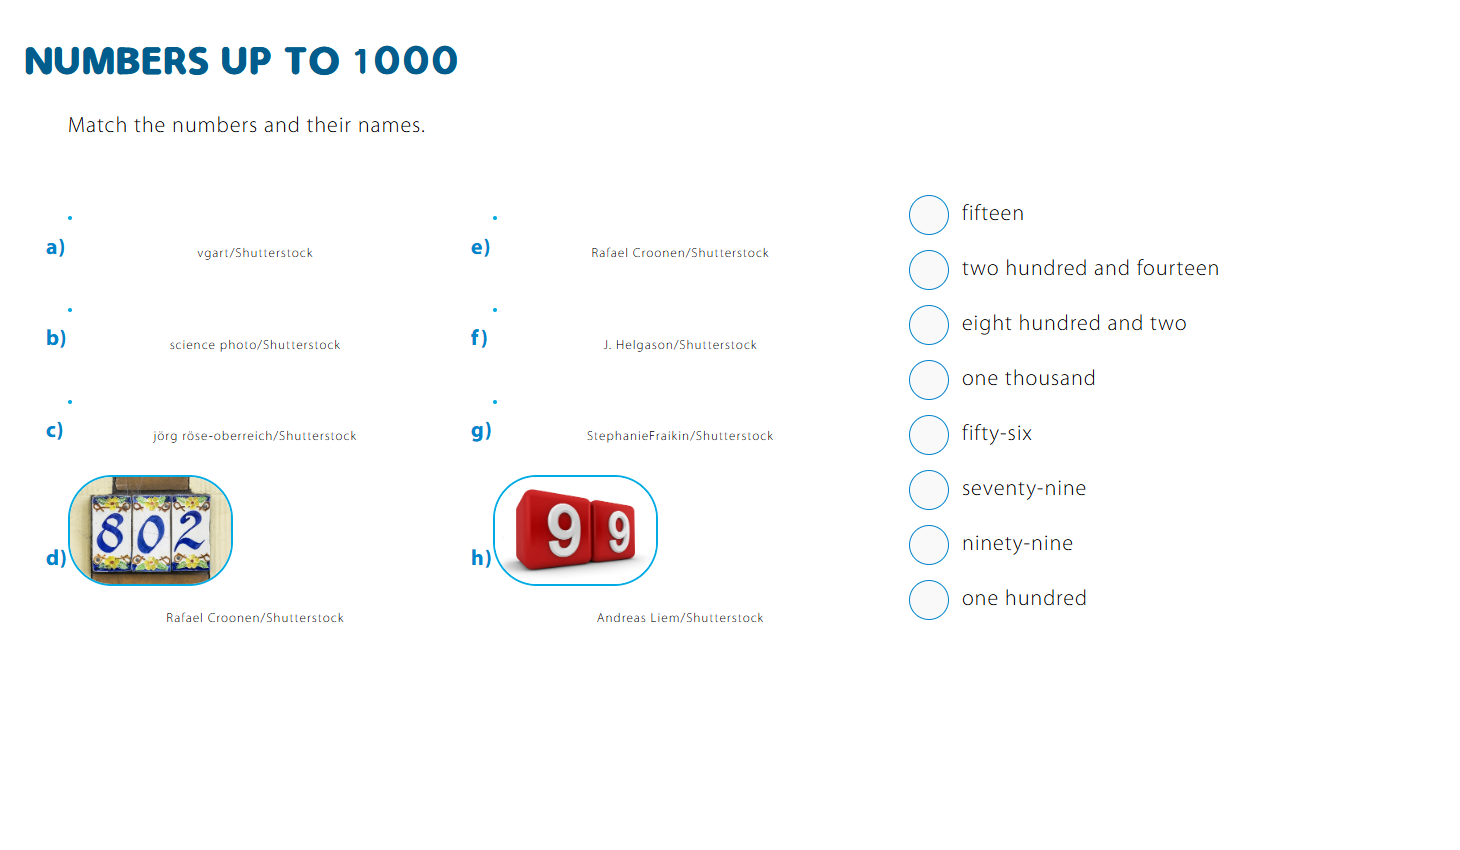 NUMBERS UP TO 1000
Match the numbers and their names.
a)
vgart/Shutterstock
b)
science photo/Shutterstock
c)
jörg röse-oberreich/Shutterstock
d)
802
Rafael Croonen/Shutterstock
e)
Rafael Croonen/Shutterstock
f)
J. Helgason/Shutterstock
g)
StephanieFraikin/Shutterstock
h)
99
Andreas Liem/Shutterstock
fifteen
two hundred and fourteen
eight hundred and two
one thousand
fifty-six
seventy-nine
ninety-nine
one hundred